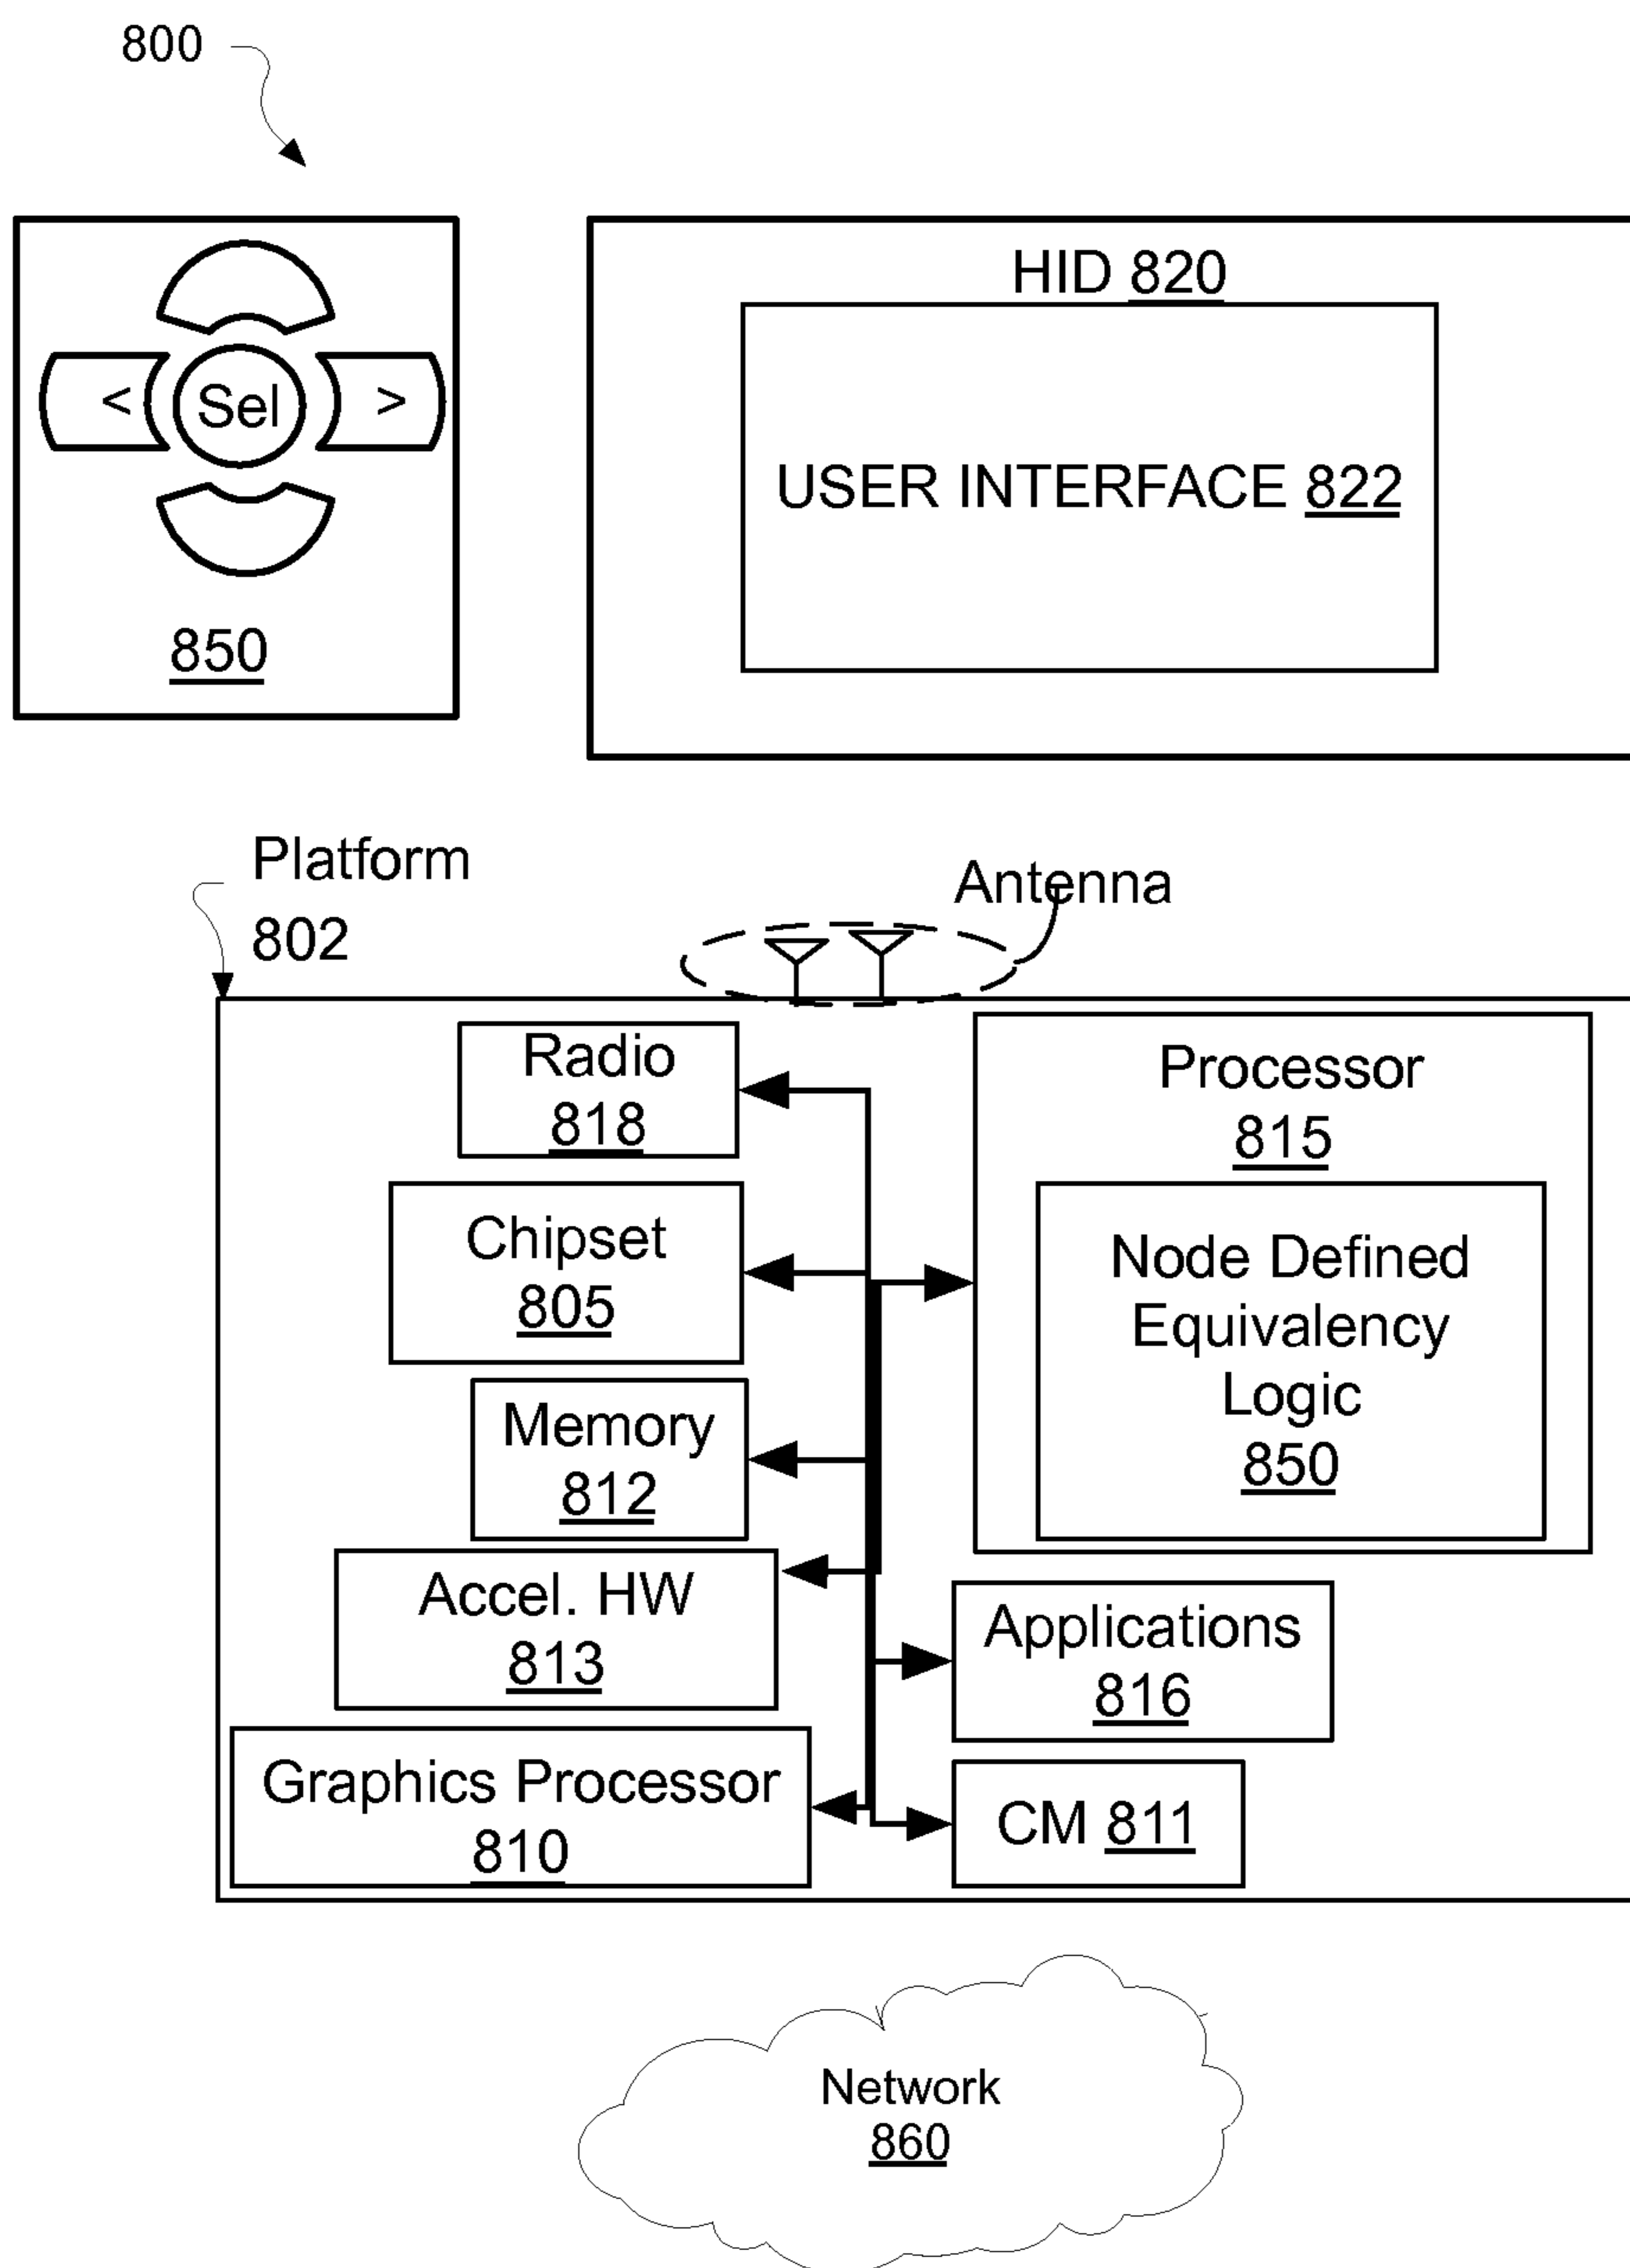 800
HID 820
< Sel >
USER INTERFACE 822
850
Platform
802
Antenna
Radio
818
Processor
815
Chipset
805
Node Defined
Equivalency
Logic
850
Memory
812
Accel. HW
813
Applications
816
Graphics Processor
810
CM 811
Network
860